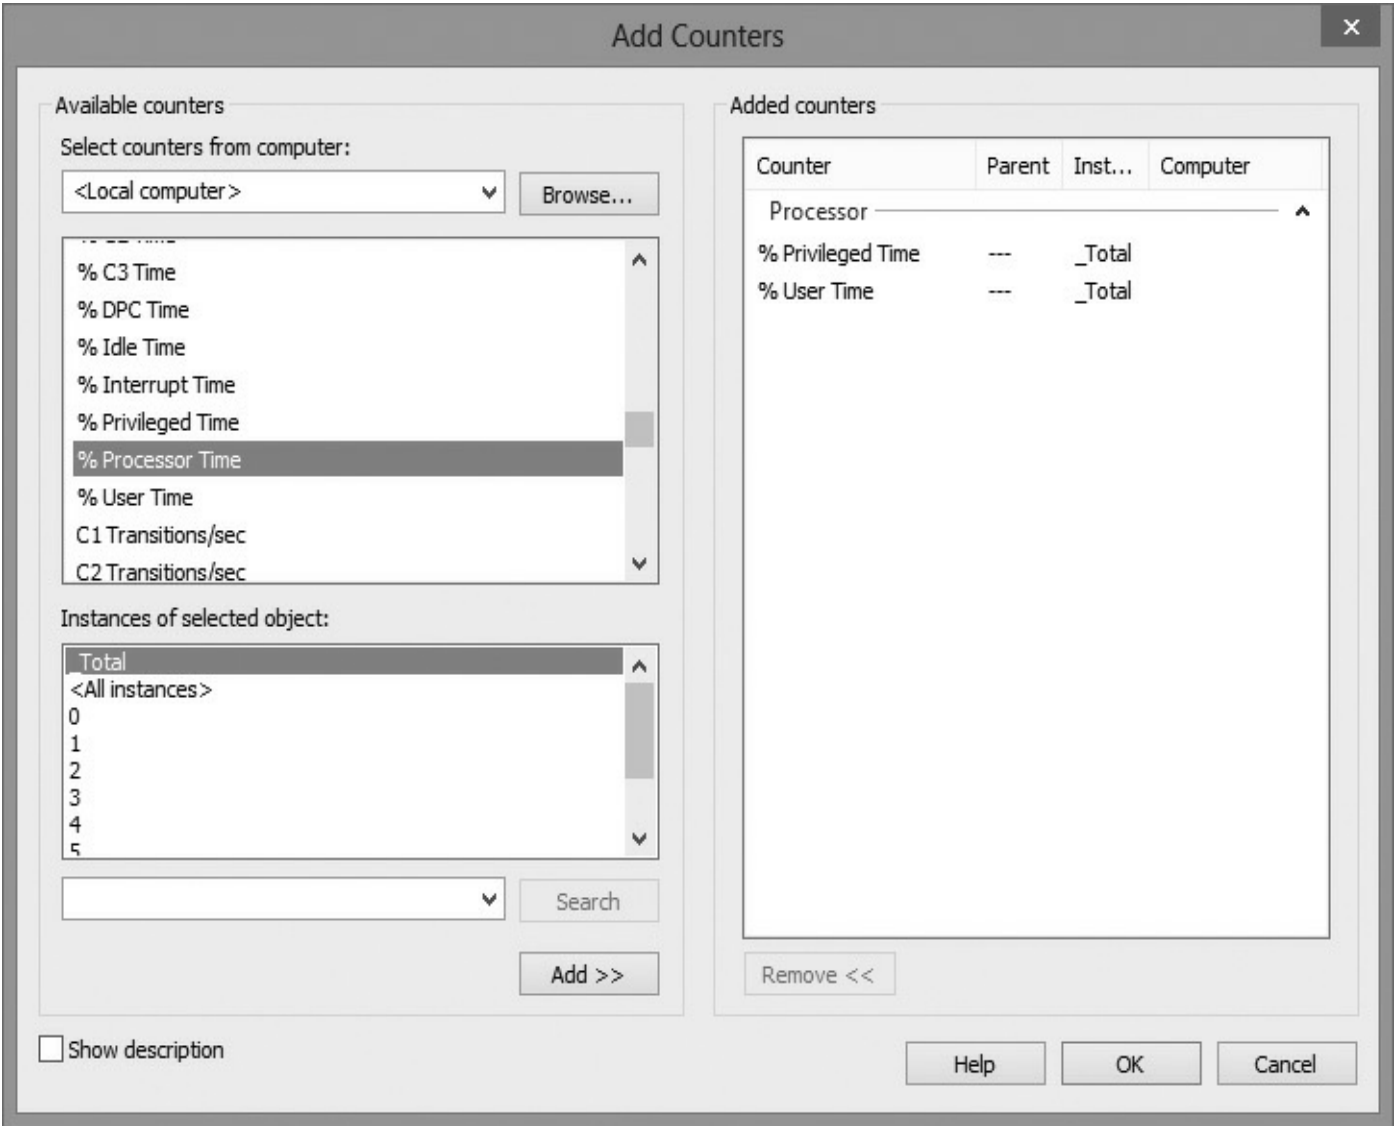 Add Counters
x
Available counters
Select counters from computer:
<Local computer>
Browse...
% C3 Time
% DPC Time
% Idle Time
% Interrupt Time
% Privileged Time
% Processor Time
% User Time
C1 Transitions/sec
C2 Transitions/sec
Instances of selected object:
_Total
<All instances>
0
1
2
3
4
5
Search
Add >>
Show description
Added counters
Counter Parent Inst... Computer
Processor
% Privileged Time --- _Total
% User Time --- _Total
Remove <<
Help OK Cancel